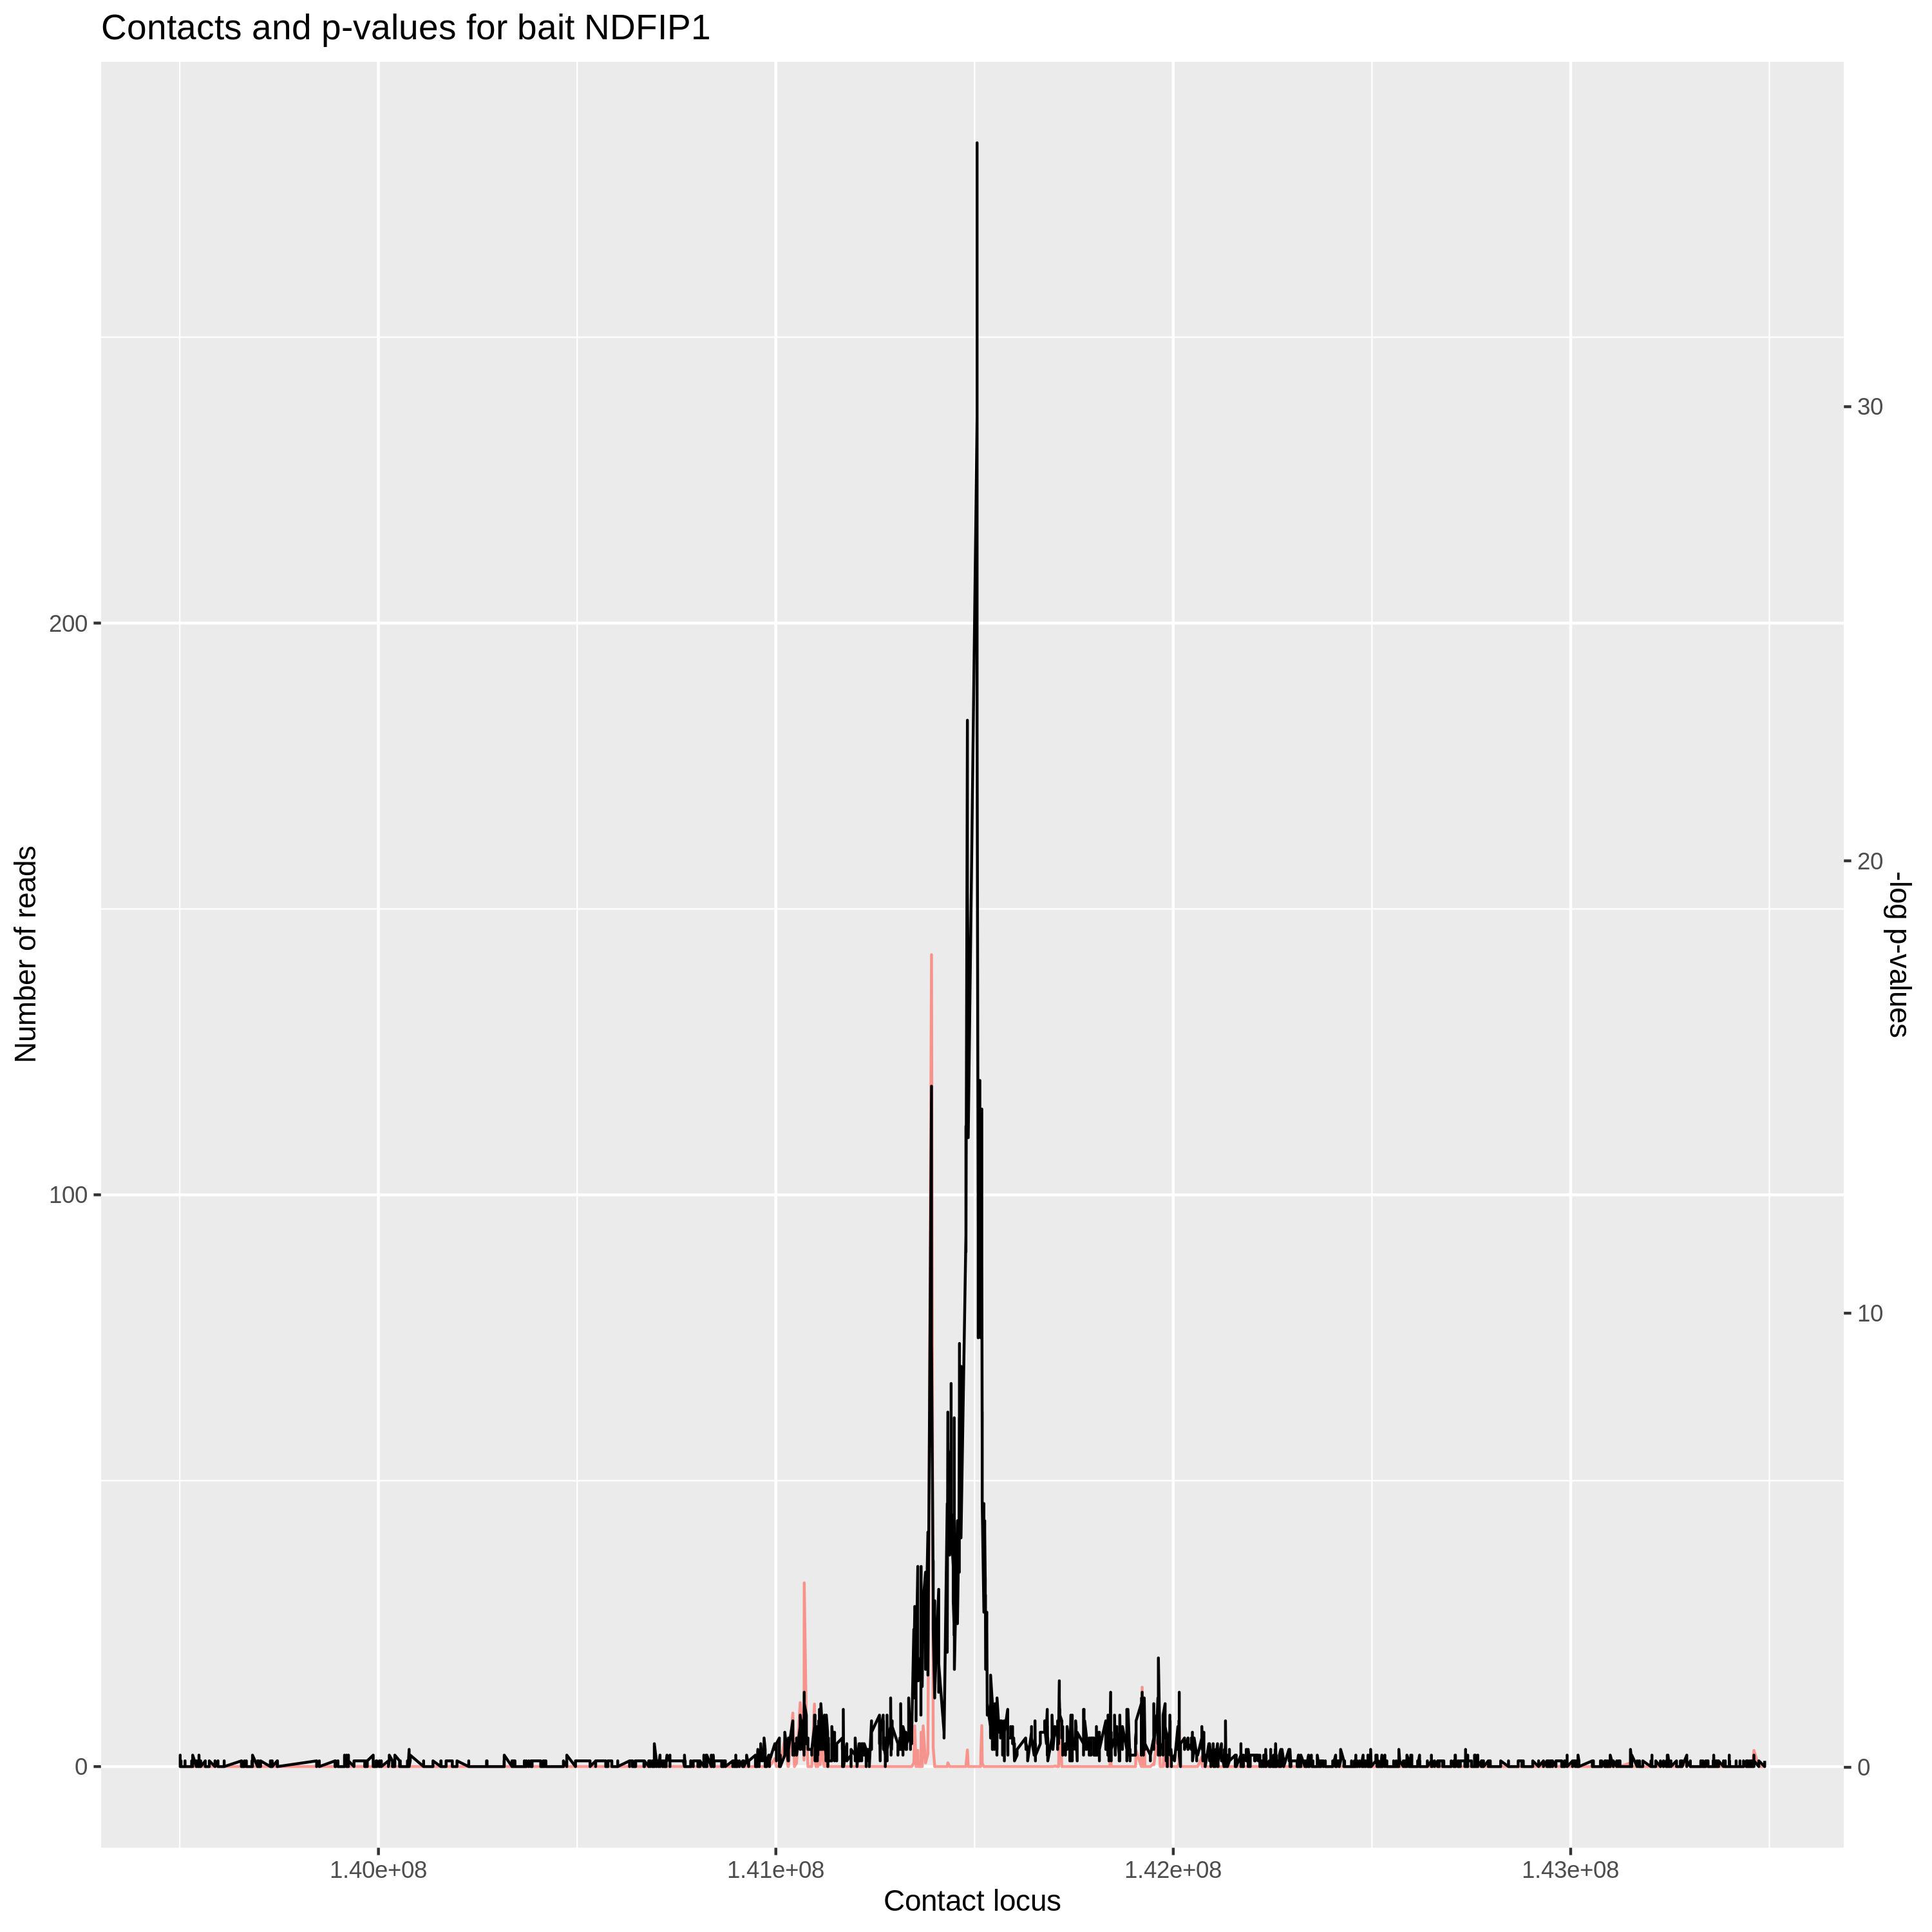 Contacts and p-values for bait NDFIP1
Number of reads
200
100
0
30
20
10
0
-log p-values
1.40e+08
1.41e+08
1.42e+08
1.43e+08
Contact locus